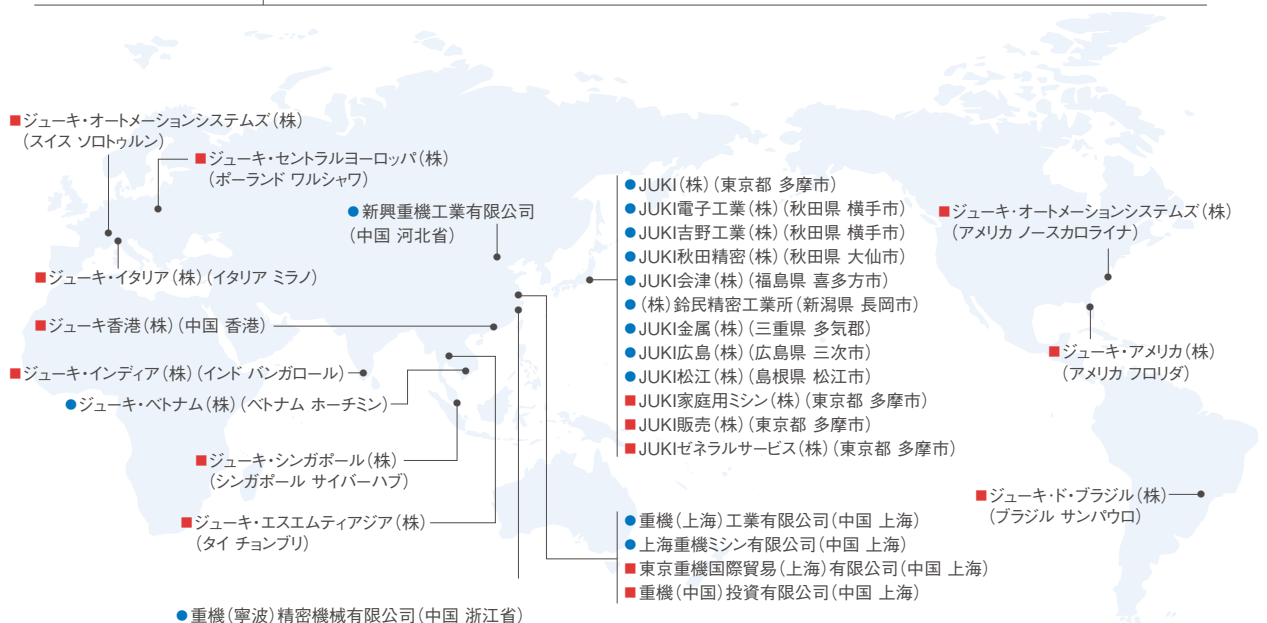 ■ジューキ・オートメーションシステムズ(株)
(スイス ソロトゥルン)
■ジューキ・セントラルヨーロッパ(株)
(ポーランド ワルシャワ)
●新興重機工業有限公司
(中国 河北省)
■ジューキ・イタリア(株)(イタリア ミラノ)
■ジューキ香港(株)(中国 香港)
■ジューキ・インディア(株)(インド バンガロール)
●ジューキ・ベトナム(株)(ベトナム ホーチミン)
■ジューキ・シンガポール(株)
(シンガポール サイバーハブ)
■ジューキ・エスエムティアジア(株)
(タイ チョンブリ)
●重機(寧波)精密機械有限公司(中国 浙江省)
●JUKI(株)(東京都 多摩市)
●JUKI電子工業(株)(秋田県 横手市)
●JUKI吉野工業(株)(秋田県 横手市)
●JUKI秋田精密(株)(秋田県 大仙市)
●JUKI会津(株)(福島県 喜多方市)
●(株)鈴民精密工業所(新潟県 長岡市)
●JUKI金属(株)(三重県 多気郡)
●JUKI広島(株)(広島県 三次市)
●JUKI松江(株)(島根県 松江市)
■JUKI家庭用ミシン(株)(東京都 多摩市)
■JUKI販売(株)(東京都 多摩市)
■JUKIゼネラルサービス(株)(東京都 多摩市)
●重機(上海)工業有限公司(中国 上海)
●上海重機ミシン有限公司(中国 上海)
■東京重機国際貿易(上海)有限公司(中国 上海)
■重機(中国)投資有限公司(中国 上海)
■ジューキ・オートメーションシステムズ(株)
(アメリカ ノースカロライナ)
■ジューキ・アメリカ(株)
(アメリカ フロリダ)
■ジューキ・ド・ブラジル(株)
(ブラジル サンパウロ)